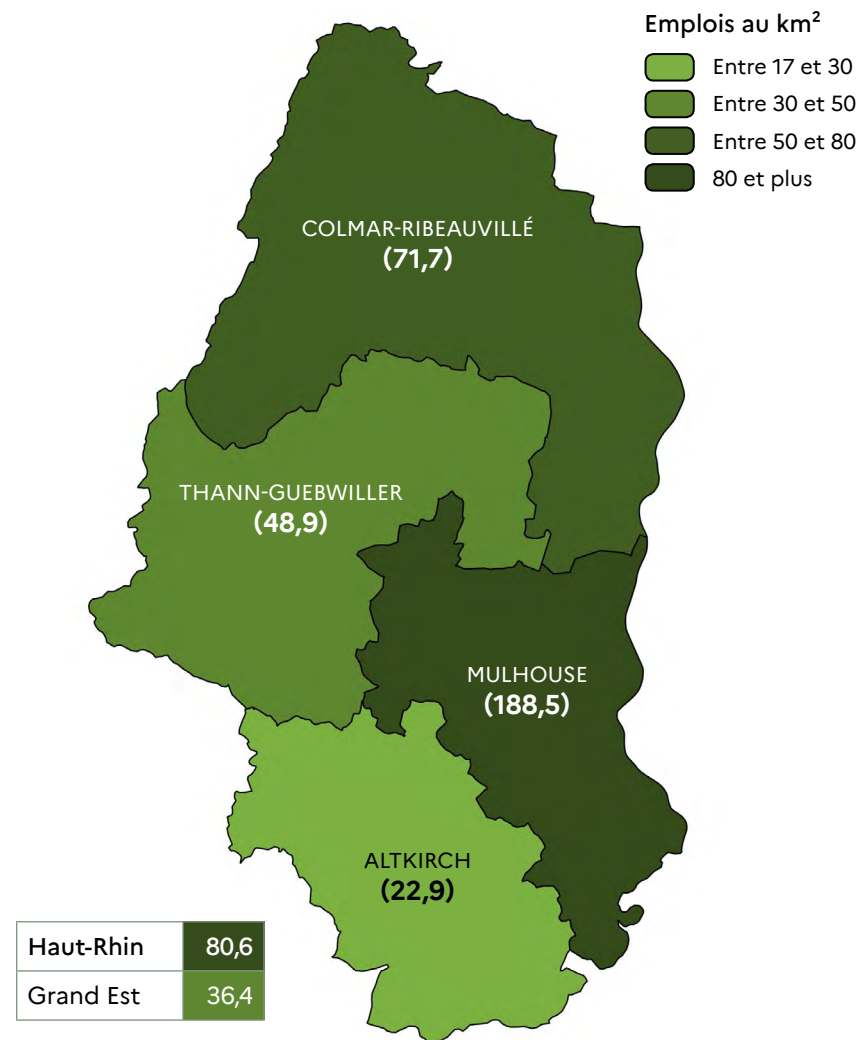 Emplois au km²
Entre 17 et 30
Entre 30 et 50
Entre 50 et 80
80 et plus
COLMAR-RIBEAUVILLÉ
(71,7)
THANN-GUEBWILLER
(48,9)
MULHOUSE
(188,5)
ALTKIRCH
(22,9)
Haut-Rhin 80,6
Grand Est 36,4